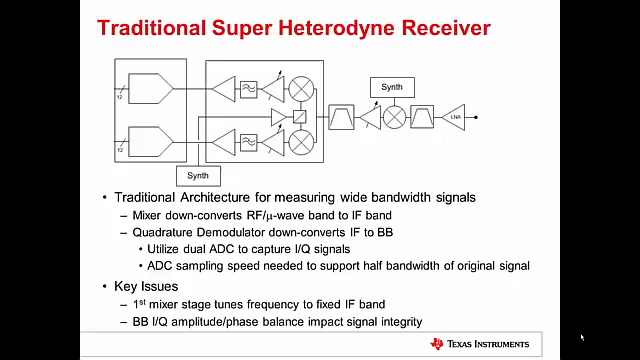 Traditional Super Heterodyne Receiver
12
12
Synth
Synth
LNA
• Traditional Architecture for measuring wide bandwidth signals
– Mixer down-converts RF/µ-wave band to IF band
– Quadrature Demodulator down-converts IF to BB
• Utilize dual ADC to capture I/Q signals
• ADC sampling speed needed to support half bandwidth of original signal
• Key Issues
– 1st mixer stage tunes frequency to fixed IF band
– BB I/Q amplitude/phase balance impact signal integrity
TEXAS INSTRUMENTS